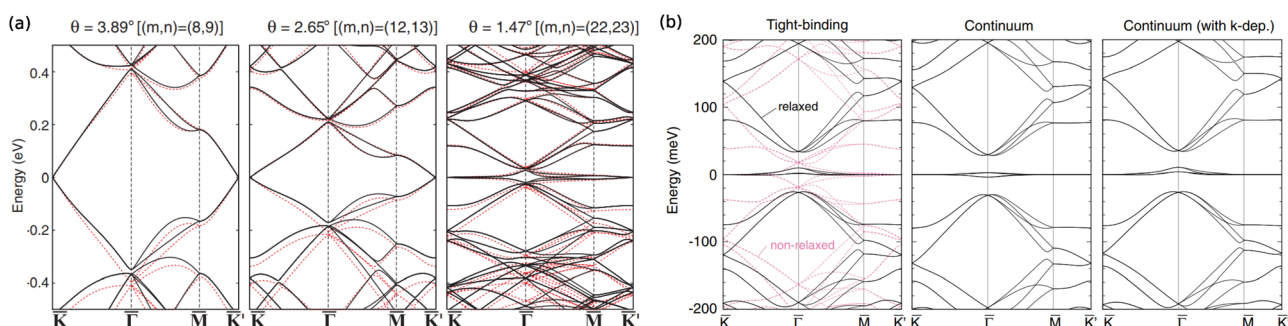 (a)
θ = 3.89° [(m,n)=(8,9)]
θ = 2.65° [(m,n)=(12,13)]
θ = 1.47° [(m,n)=(22,23)]
Energy (eV)
0.4
0.2
0
-0.2
-0.4
K̅ Γ̅ M̅ K̅'
K̅ Γ̅ M̅ K̅'
K̅ Γ̅ M̅ K̅'
(b)
Tight-binding
Continuum
Continuum (with k-dep.)
Energy (meV)
200
100
0
-100
-200
relaxed
non-relaxed
K̅ Γ̅ M̅ K̅'
K̅ Γ̅ M̅ K̅'
K̅ Γ̅ M̅ K̅'